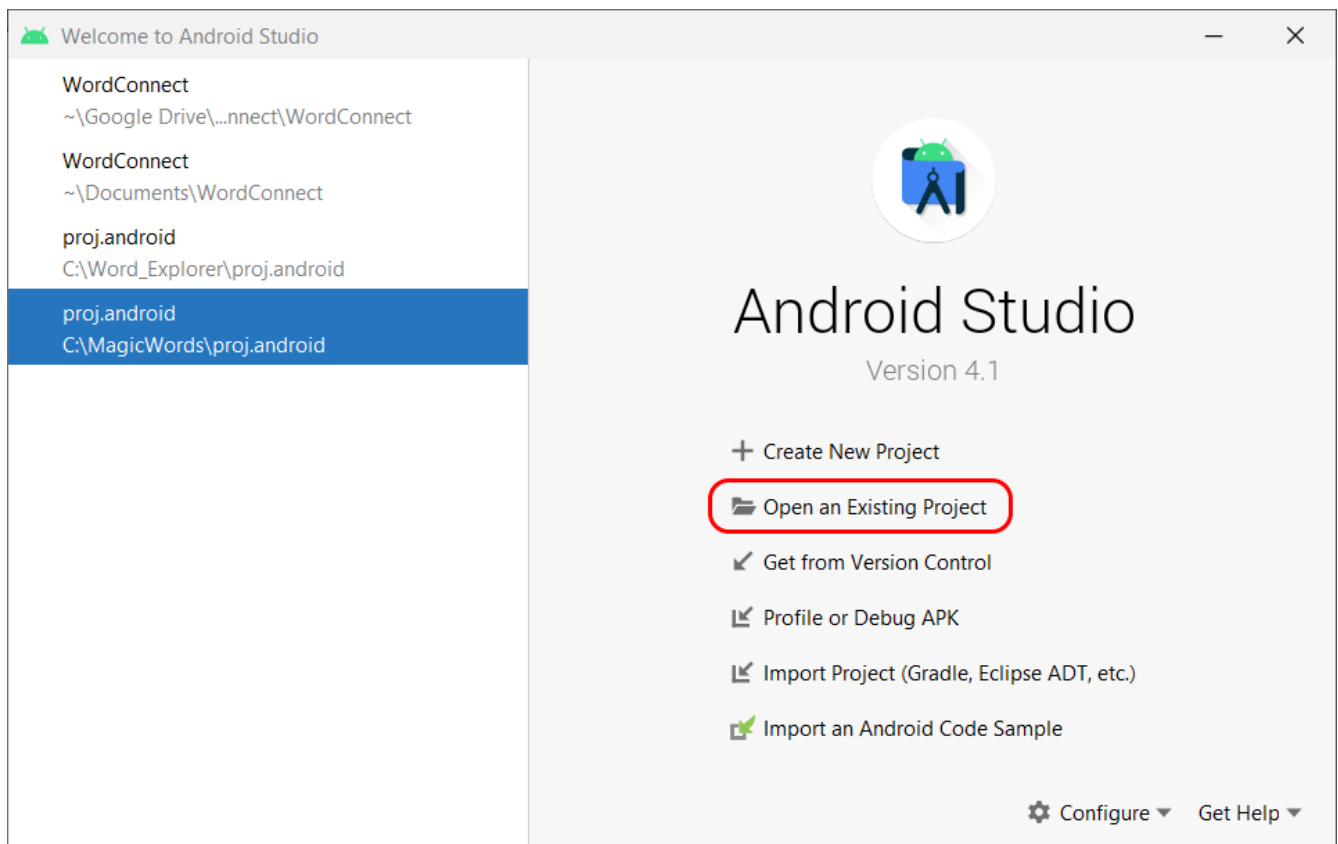 Welcome to Android Studio
WordConnect
~\Google Drive\...nnect\WordConnect
WordConnect
~\Documents\WordConnect
proj.android
C:\Word_Explorer\proj.android
proj.android
C:\MagicWords\proj.android
Android Studio
Version 4.1
Create New Project
Open an Existing Project
Get from Version Control
Profile or Debug APK
Import Project (Gradle, Eclipse ADT, etc.)
Import an Android Code Sample
Configure Get Help